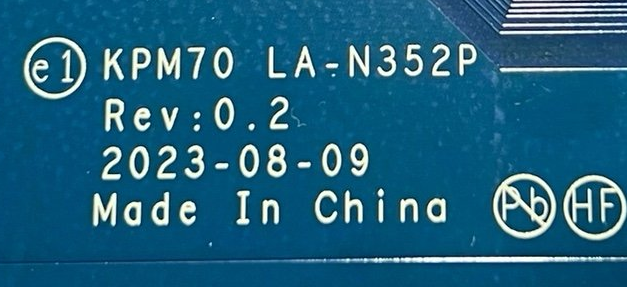 e1 KPM70 LA-N352P
Rev:0.2
2023-08-09
Made In China Pb HF